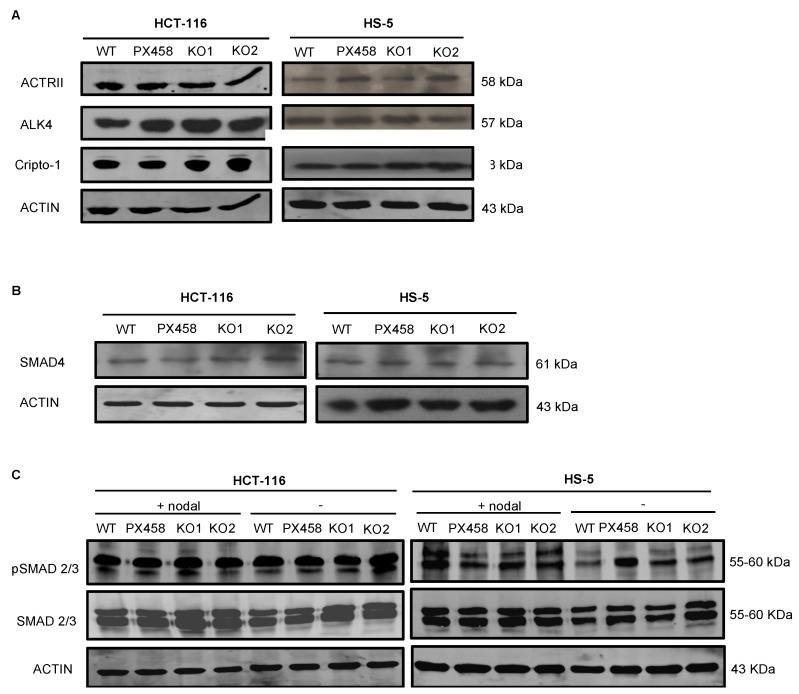 A
HCT-116 HS-5
WT PX458 KO1 KO2 WT PX458 KO1 KO2
ACTRII 58 kDa
ALK4 57 kDa
Cripto-1 kDa
ACTIN 43 kDa
B
HCT-116 HS-5
WT PX458 KO1 KO2 WT PX458 KO1 KO2
SMAD4 61 kDa
ACTIN 43 kDa
C
HCT-116 HS-5
+ nodal - + nodal -
WT PX458 KO1 KO2 WT PX458 KO1 KO2 WT PX458 KO1 KO2 WT PX458 KO1 KO2
pSMAD 2/3 55-60 kDa
SMAD 2/3 55-60 KDa
ACTIN 43 KDa